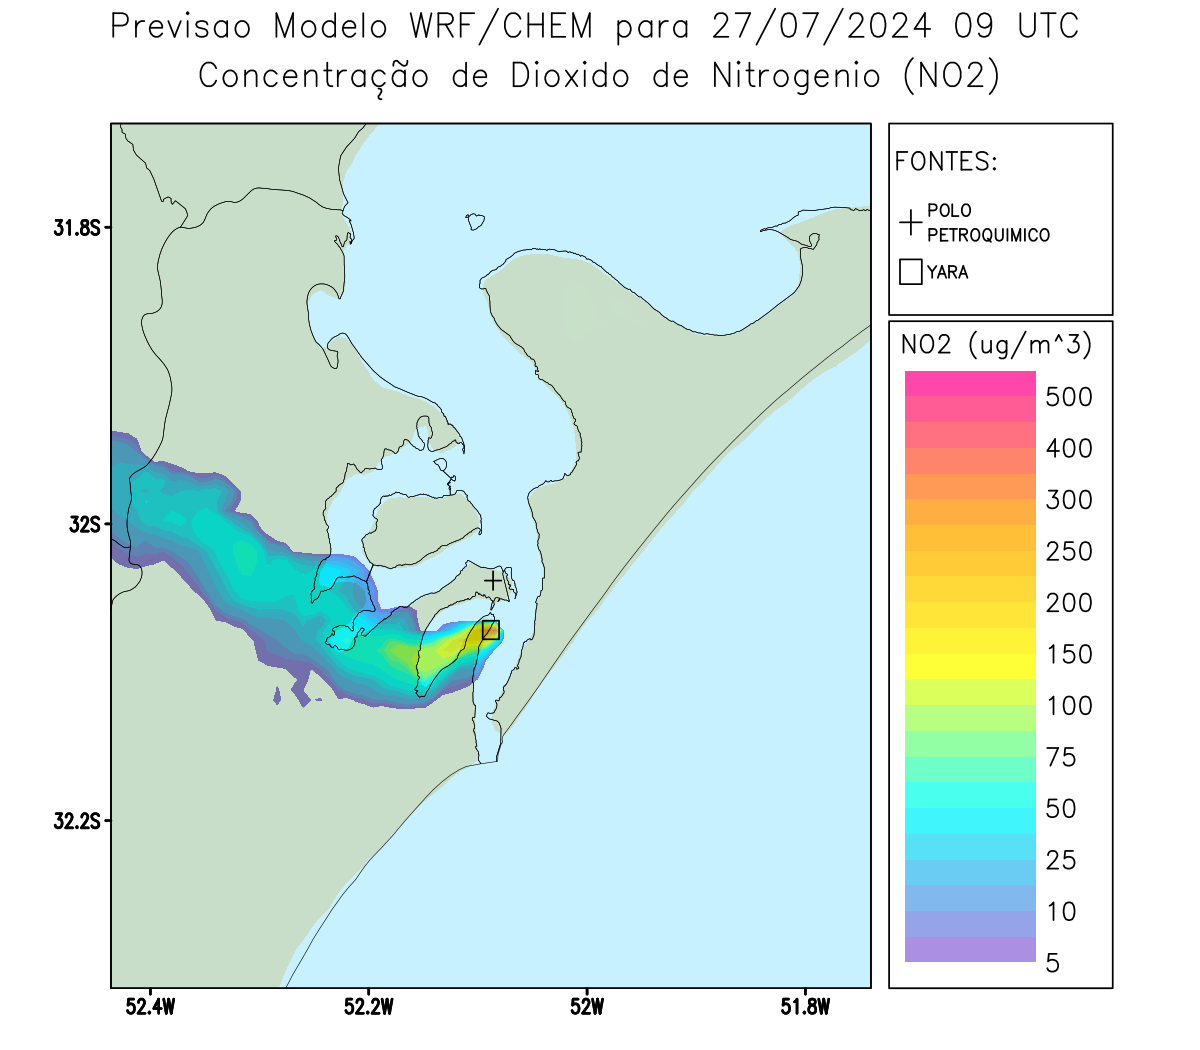 Previsao Modelo WRF/CHEM para 27/07/2024 09 UTC
Concentração de Dioxido de Nitrogenio (NO2)
FONTES:
POLO
PETROQUIMICO
YARA
NO2 (ug/m^3)
500
400
300
250
200
150
100
75
50
25
10
5
31.8S
32S
32.2S
52.4W
52.2W
52W
51.8W